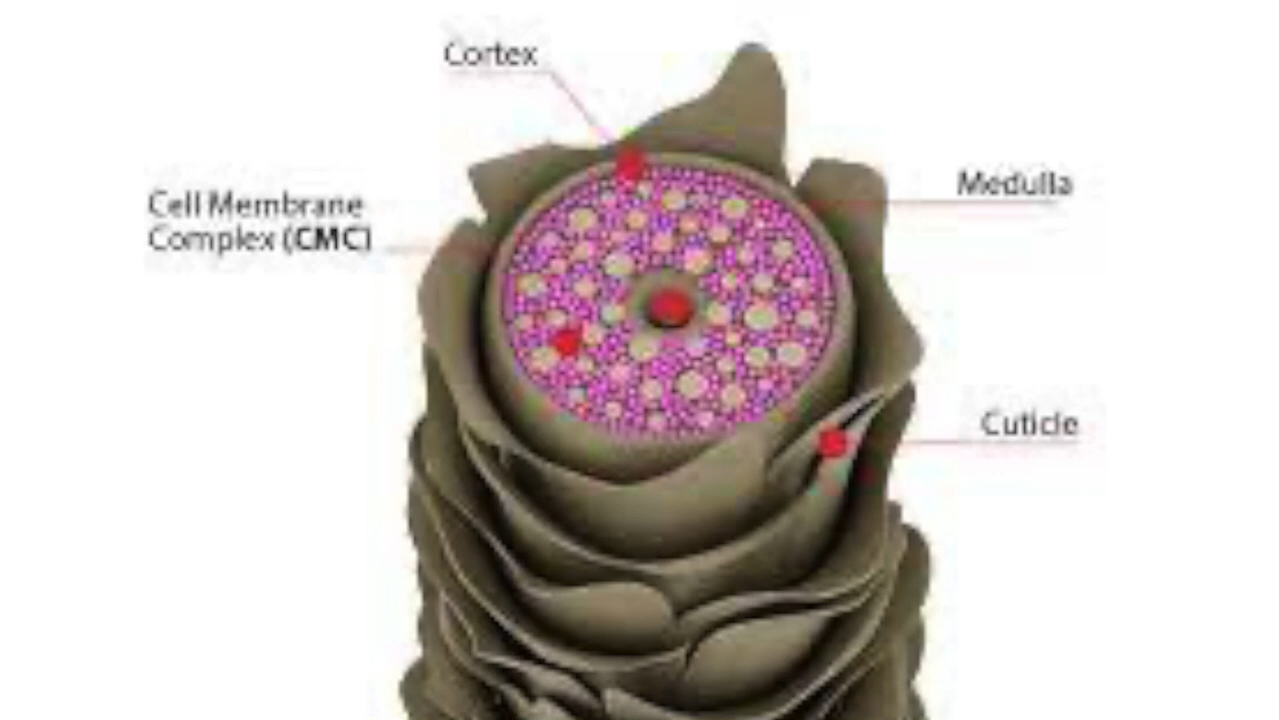 Cortex
Medulla
Cell Membrane
Complex (CMC)
Cuticle